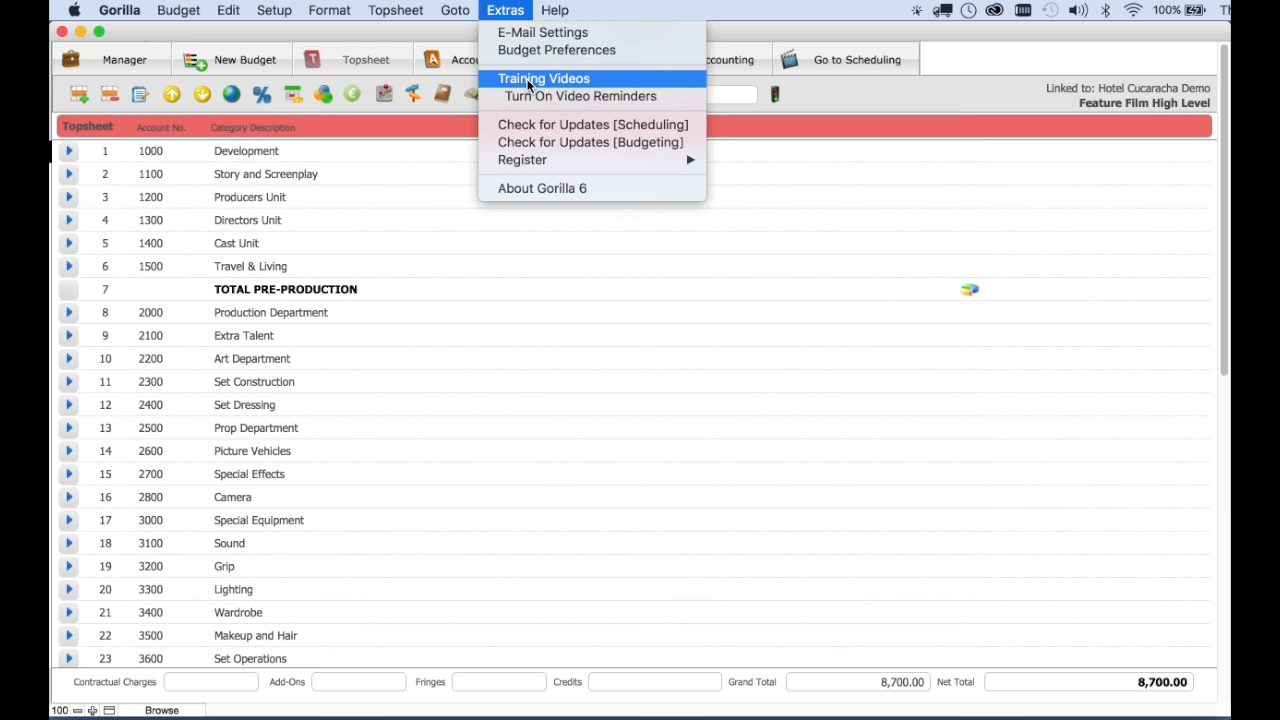 Gorilla Budget Edit Setup Format Topsheet Goto Extras Help 100%
Manager New Budget Topsheet ccounting Go to Scheduling
E-Mail Settings
Budget Preferences
Training Videos
Turn On Video Reminders
Check for Updates [Scheduling]
Check for Updates [Budgeting]
Register
About Gorilla 6
Linked to: Hotel Cucaracha Demo
Feature Film High Level
Topsheet Account No. Category Description
1 1000 Development
2 1100 Story and Screenplay
3 1200 Producers Unit
4 1300 Directors Unit
5 1400 Cast Unit
6 1500 Travel & Living
7 TOTAL PRE-PRODUCTION
8 2000 Production Department
9 2100 Extra Talent
10 2200 Art Department
11 2300 Set Construction
12 2400 Set Dressing
13 2500 Prop Department
14 2600 Picture Vehicles
15 2700 Special Effects
16 2800 Camera
17 3000 Special Equipment
18 3100 Sound
19 3200 Grip
20 3300 Lighting
21 3400 Wardrobe
22 3500 Makeup and Hair
23 3600 Set Operations
Contractual Charges Add-Ons Fringes Credits Grand Total 8,700.00 Net Total 8,700.00
100 Browse